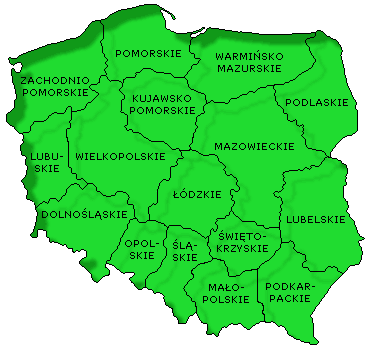 POMORSKIE
WARMIŃSKO
MAZURSKIE
ZACHODNIO
POMORSKIE
KUJAWSKO
POMORSKIE
PODLASKIE
MAZOWIECKIE
LUBU-
SKIE
WIELKOPOLSKIE
ŁÓDZKIE
DOLNOŚLĄSKIE
LUBELSKIE
OPOL-
SKIE
ŚLĄ-
SKIE
ŚWIĘTO-
KRZYSKIE
MAŁO-
POLSKIE
PODKAR-
PACKIE